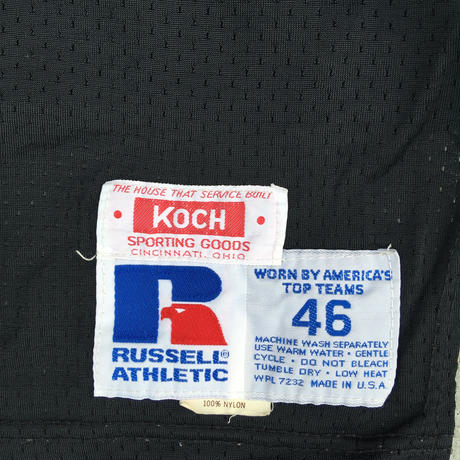 THE HOUSE THAT SERVICE BUILT
• KOCH •
SPORTING GOODS
CINCINNATI, OHIO
RUSSELL®
ATHLETIC
WORN BY AMERICA'S
TOP TEAMS
46
MACHINE WASH SEPARATELY
USE WARM WATER • GENTLE
CYCLE • DO NOT BLEACH
TUMBLE DRY • LOW HEAT
WPL 7232 MADE IN U.S.A.
100% NYLON